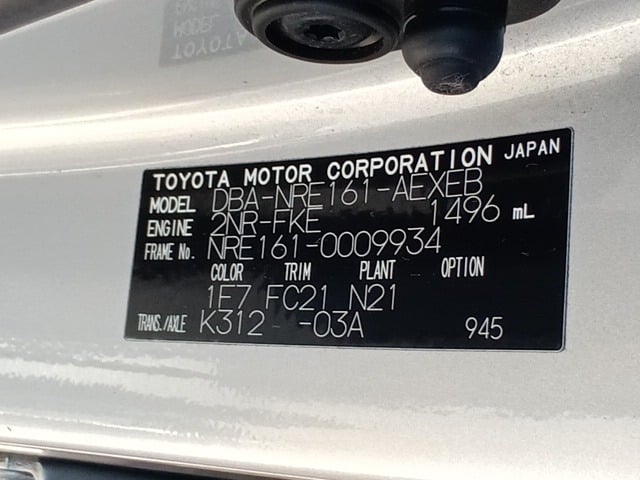 TOYOTA MOTOR CORPORATION JAPAN
MODEL DBA-NRE161-AEXEB
ENGINE 2NR-FKE 1496 mL
FRAME No. NRE161-0009934
COLOR TRIM PLANT OPTION
1F7 FC21 N21
TRANS./AXLE K312 -03A 945